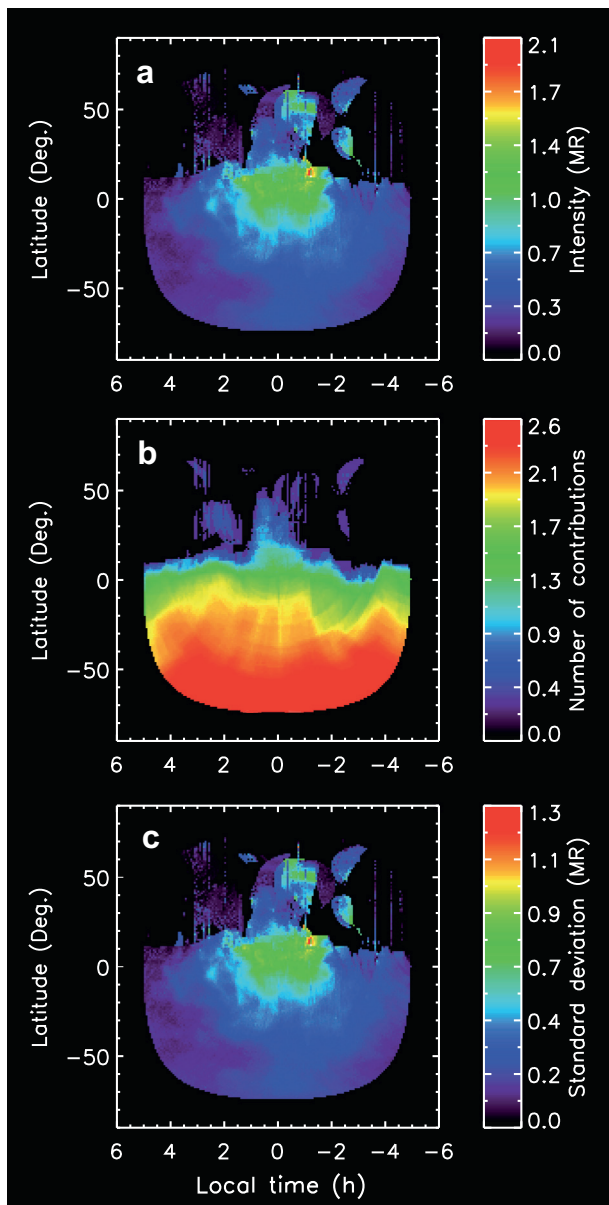 a
Latitude (Deg.)
50
0
−50
6 4 2 0 −2 −4 −6
2.1
1.7
1.4
1.0
0.7
0.3
0.0
Intensity (MR)
b
Latitude (Deg.)
50
0
−50
6 4 2 0 −2 −4 −6
2.6
2.1
1.7
1.3
0.9
0.4
0.0
Number of contributions
c
Latitude (Deg.)
50
0
−50
6 4 2 0 −2 −4 −6
Local time (h)
1.3
1.1
0.9
0.7
0.4
0.2
0.0
Standard deviation (MR)